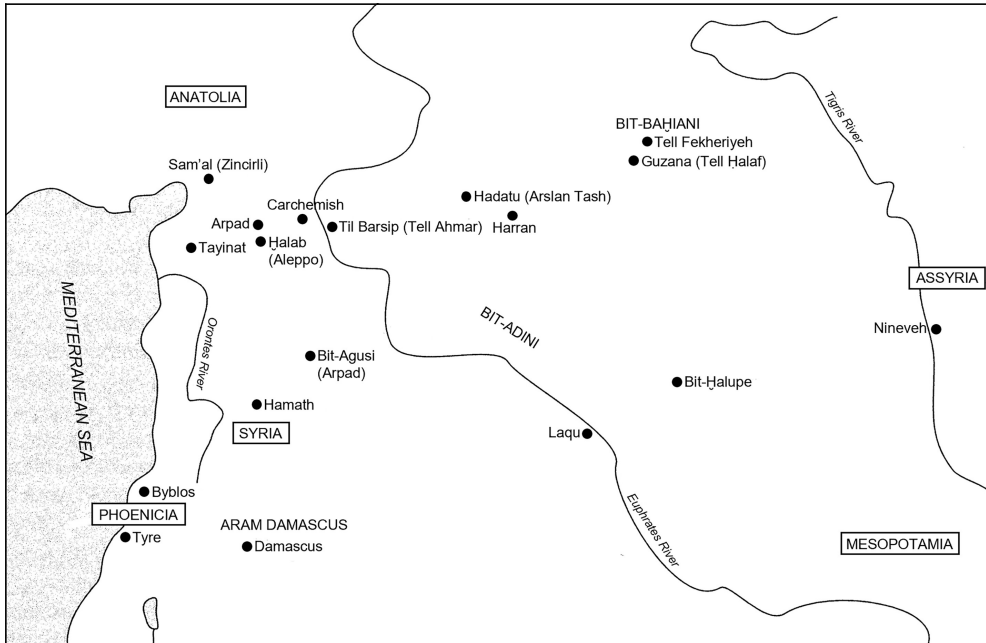 ANATOLIA
Tigris River
BIT-BAḪIANI
Tell Fekheriyeh
Guzana (Tell Ḥalaf)
Sam'al (Zincirli)
Hadatu (Arslan Tash)
Carchemish
Harran
Arpad
Til Barsip (Tell Ahmar)
Ḫalab
(Aleppo)
Tayinat
ASSYRIA
MEDITERRANEAN SEA
Orontes River
BIT-ADINI
Nineveh
Bit-Agusi
(Arpad)
Bit-Ḫalupe
Hamath
SYRIA
Laqu
Byblos
PHOENICIA
Euphrates River
ARAM DAMASCUS
Tyre
Damascus
MESOPOTAMIA